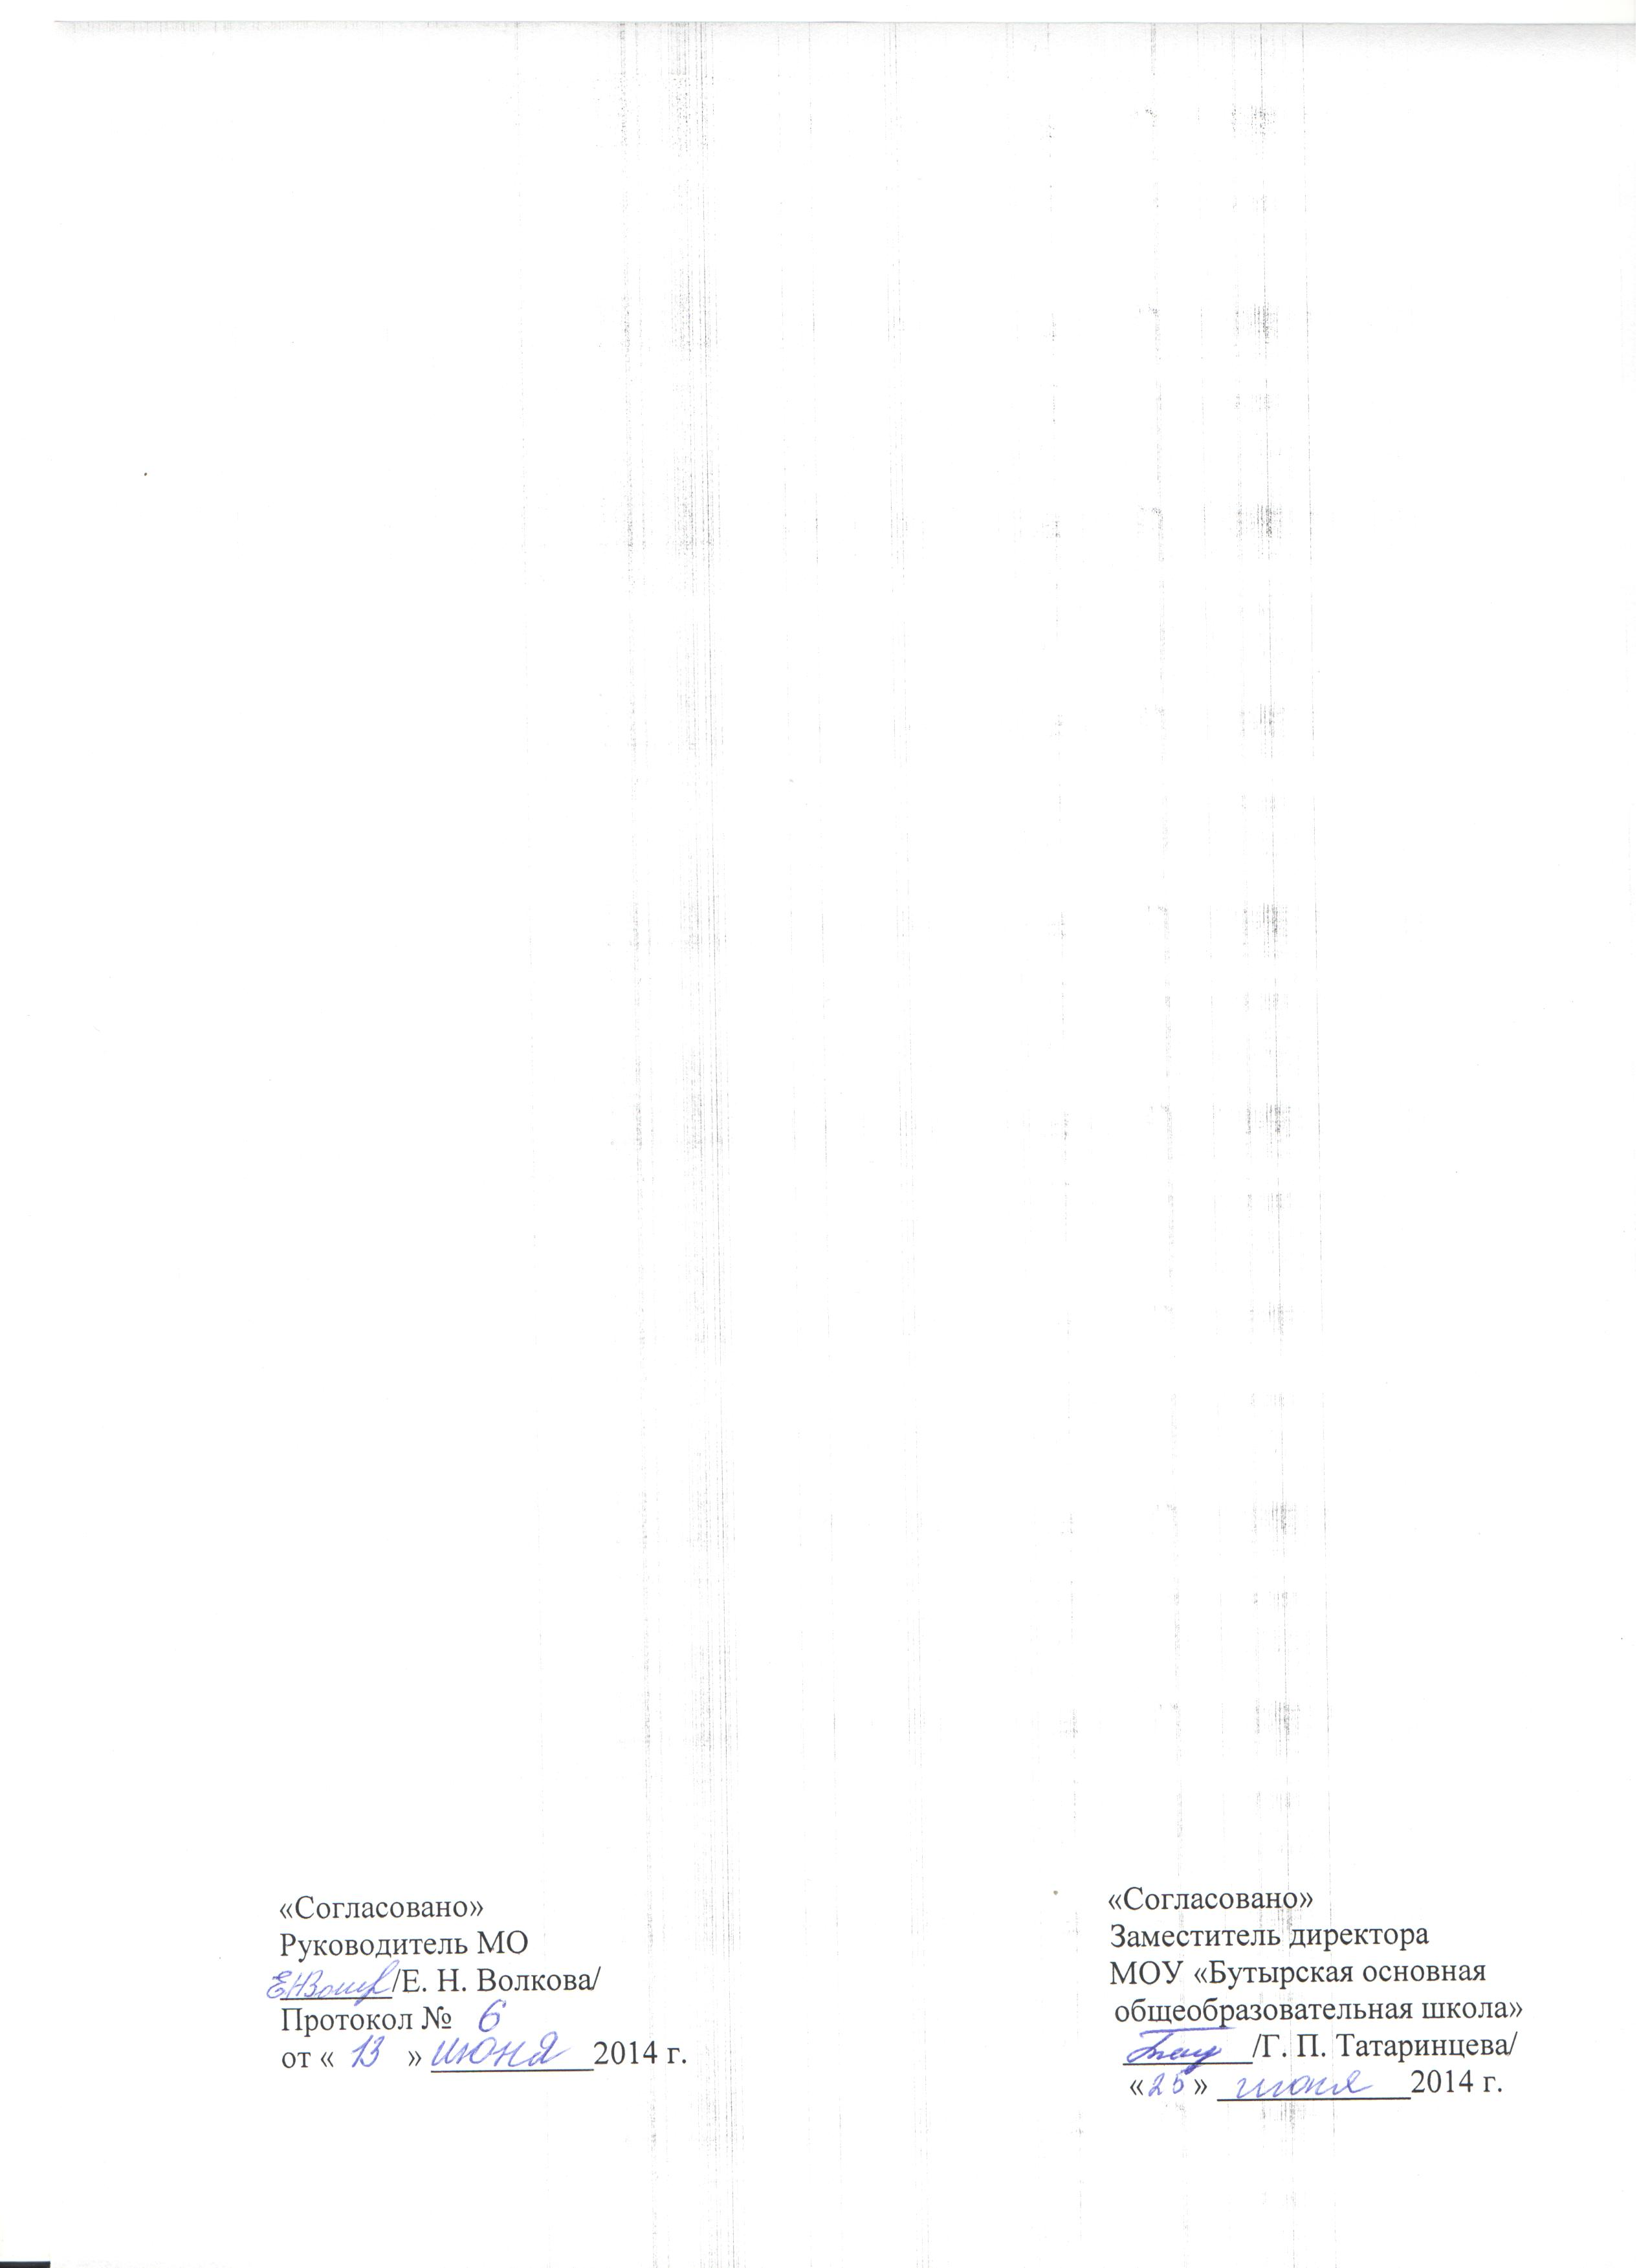 «Согласовано»
Руководитель МО
/Е. Н. Волкова/
Протокол № 6
от « 13 » июня 2014 г.
«Согласовано»
Заместитель директора
МОУ «Бутырская основная
общеобразовательная школа»
/Г. П. Татаринцева/
«25» июня 2014 г.